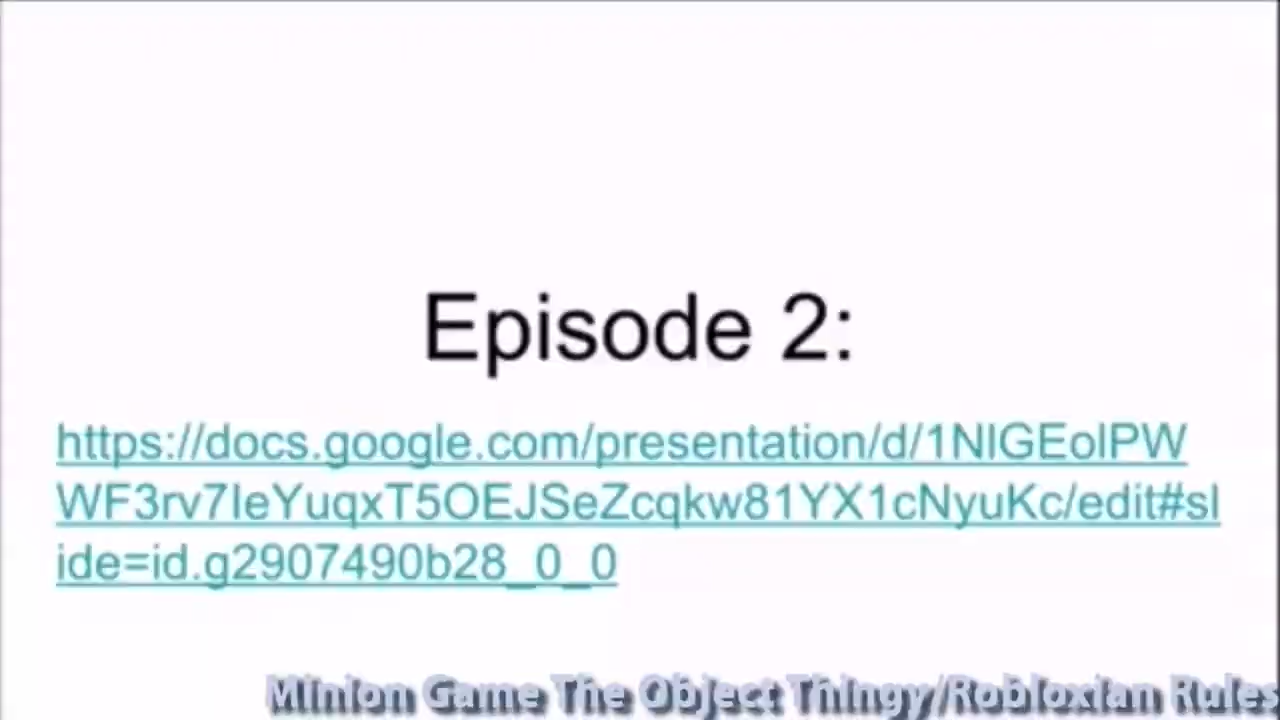 Episode 2:
https://docs.google.com/presentation/d/1NIGEolPW
WF3rv7IeYuqxT5OEJSeZcqkw81YX1cNyuKc/edit#sl
ide=id.g2907490b28_0_0
Minion Game The Object Thingy/Robloxian Rules